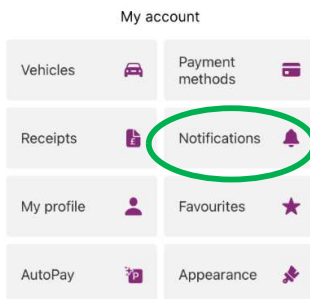 My account
Vehicles
Payment
methods
Receipts
Notifications
My profile
Favourites
AutoPay
Appearance